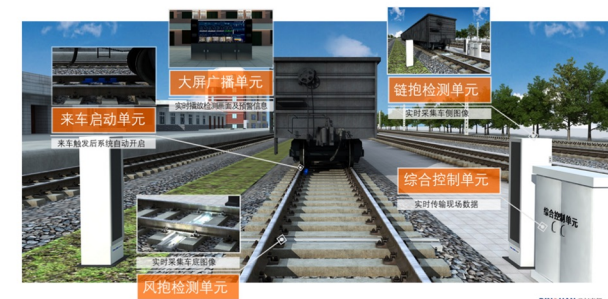 大屏广播单元
实时播放检测画面及预警信息
链抱检测单元
实时采集车侧图像
来车启动单元
来车触发后系统自动开启
综合控制单元
实时传输现场数据
综合控制单元
实时采集车底图像
风抱检测单元